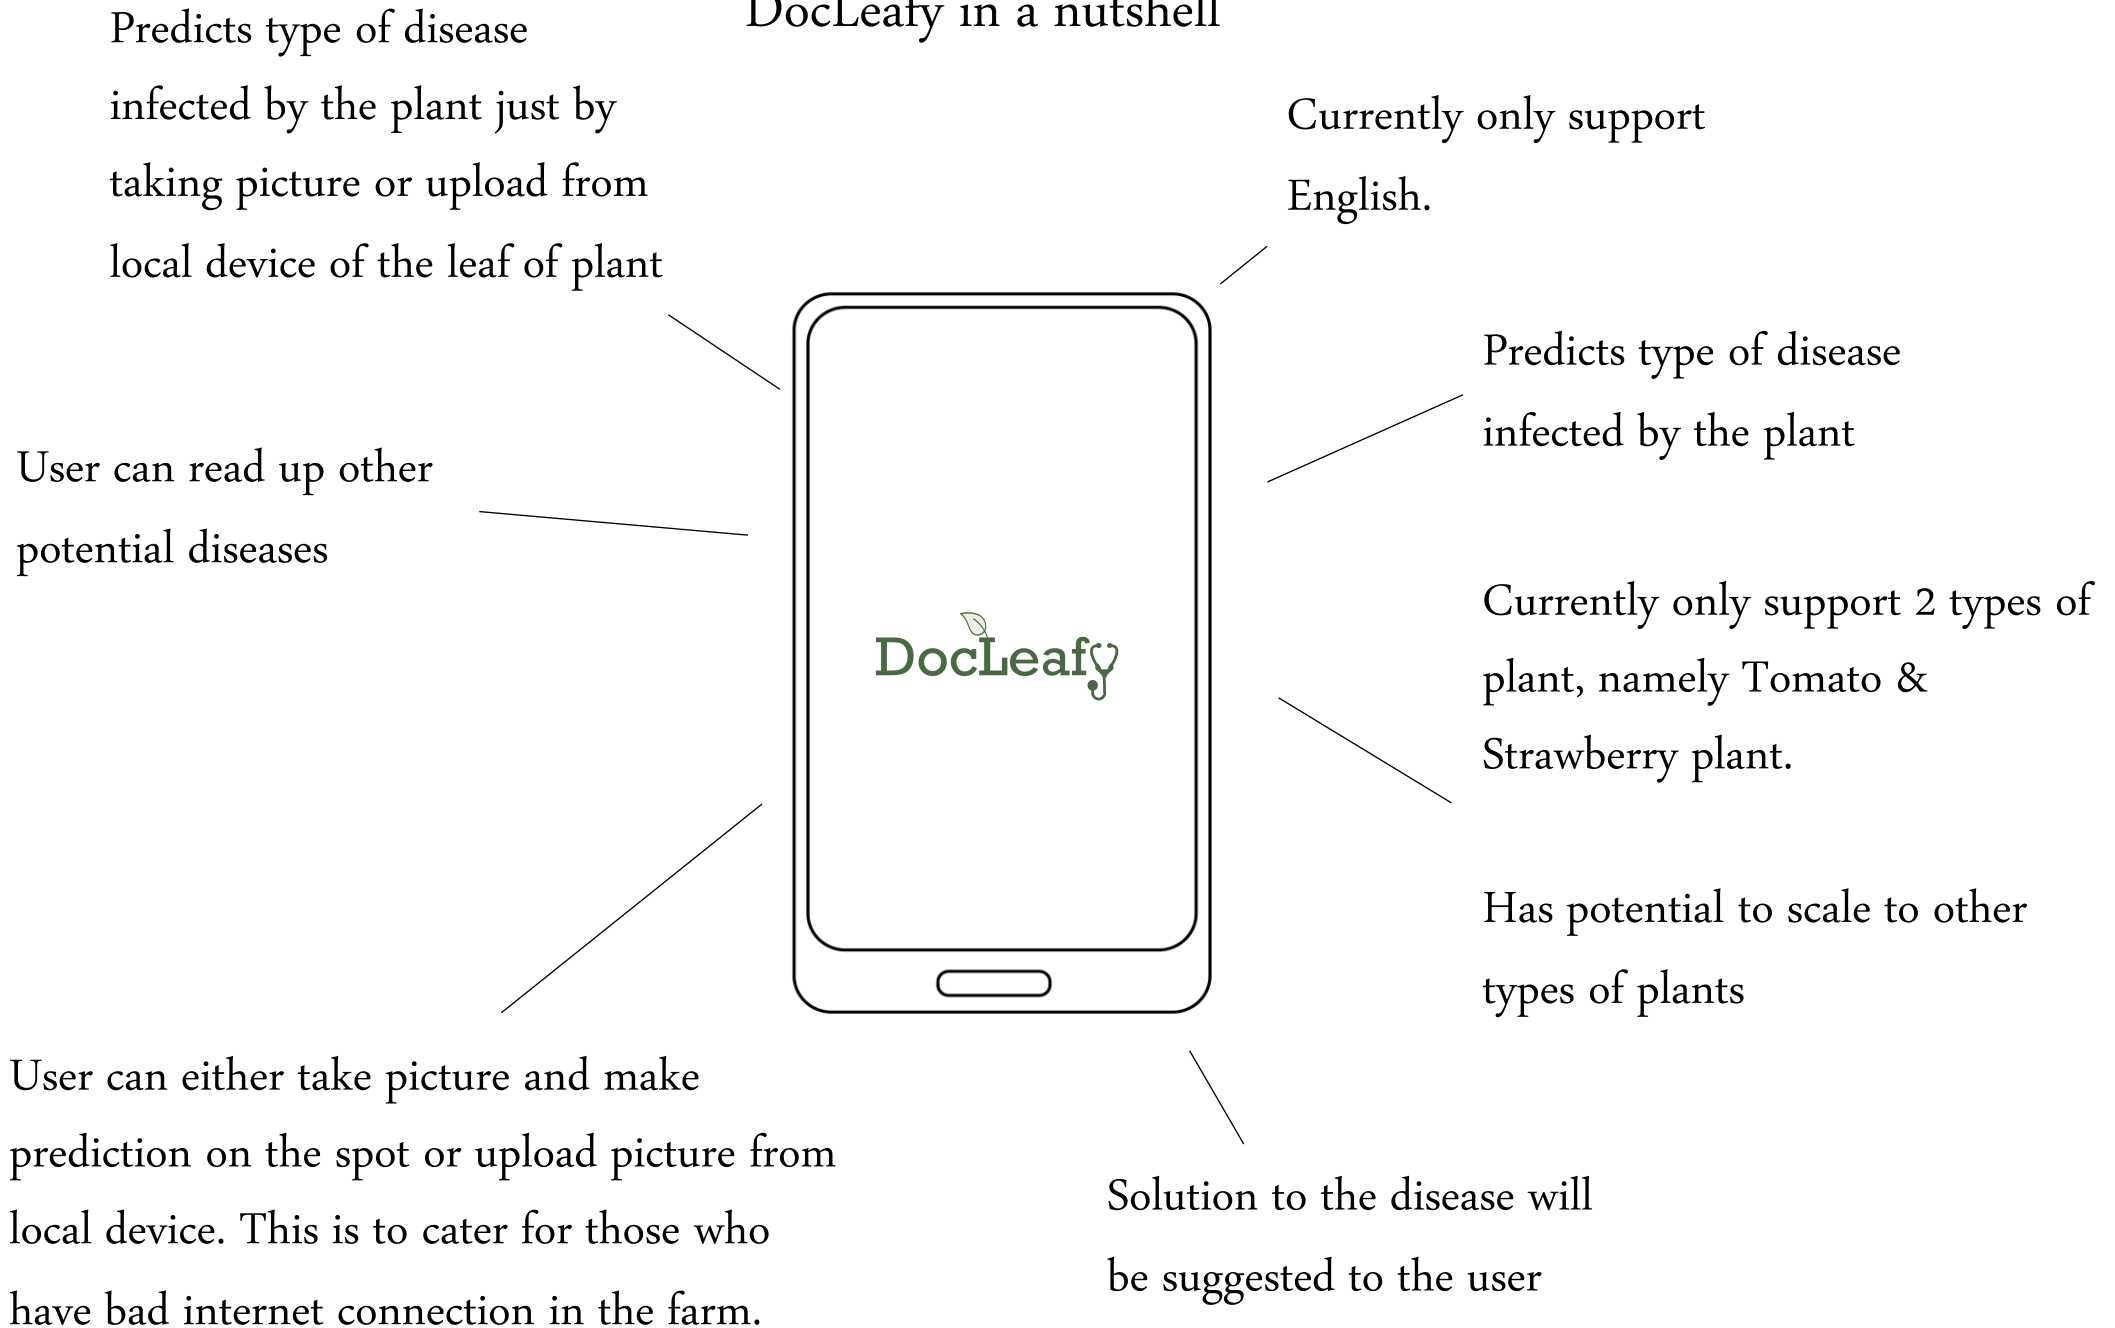 DocLeafy in a nutshell
Predicts type of disease
infected by the plant just by
taking picture or upload from
local device of the leaf of plant
Currently only support
English.
Predicts type of disease
infected by the plant
User can read up other
potential diseases
Currently only support 2 types of
plant, namely Tomato &
Strawberry plant.
DocLeafy
Has potential to scale to other
types of plants
User can either take picture and make
prediction on the spot or upload picture from
local device. This is to cater for those who
have bad internet connection in the farm.
Solution to the disease will
be suggested to the user